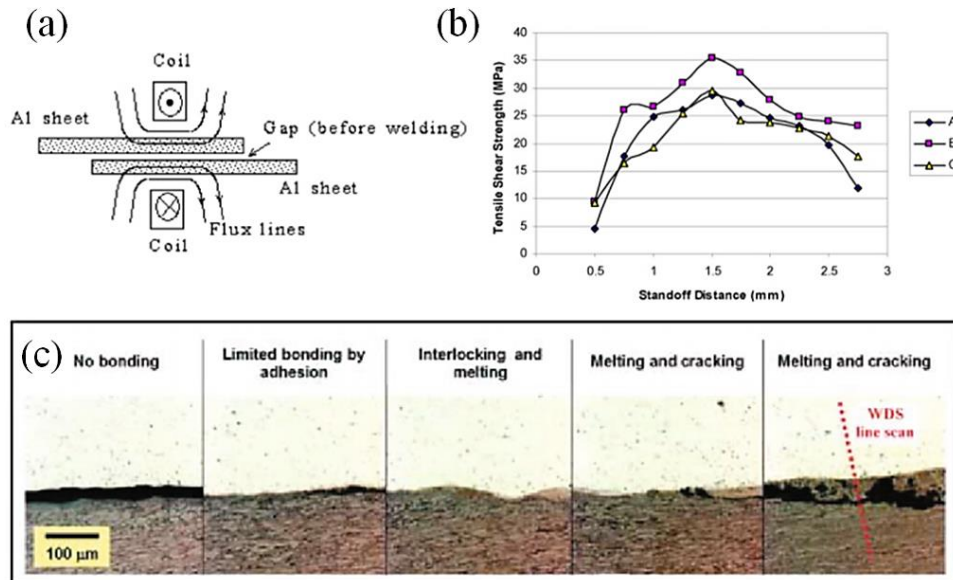 (a)
Coil
Al sheet
Gap (before welding)
Al sheet
Flux lines
Coil
(b)
Tensile Shear Strength (MPa)
40
35
30
25
20
15
10
5
0
0
0.5
1
1.5
2
2.5
3
Standoff Distance (mm)
A
(c)
No bonding
Limited bonding by
adhesion
Interlocking and
melting
Melting and cracking
Melting and cracking
WDS
line scan
100 µm